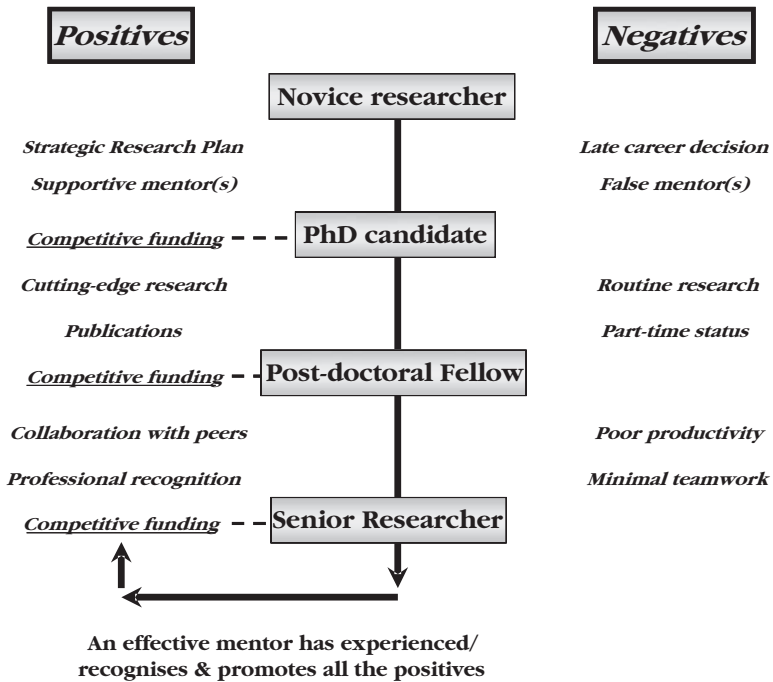 Positives
Negatives
Novice researcher
Strategic Research Plan
Late career decision
Supportive mentor(s)
False mentor(s)
Competitive funding
PhD candidate
Cutting-edge research
Routine research
Publications
Part-time status
Competitive funding
Post-doctoral Fellow
Collaboration with peers
Poor productivity
Professional recognition
Minimal teamwork
Competitive funding
Senior Researcher
An effective mentor has experienced/
recognises & promotes all the positives